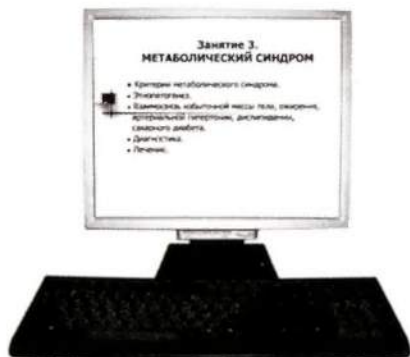 Занятие 3.
МЕТАБОЛИЧЕСКИЙ СИНДРОМ
• Критерии метаболического синдрома.
• Этиопатогенез.
• Взаимосвязь избыточной массы тела, ожирения,
артериальной гипертонии, дислипидемии,
сахарного диабета.
• Диагностика.
• Лечение.